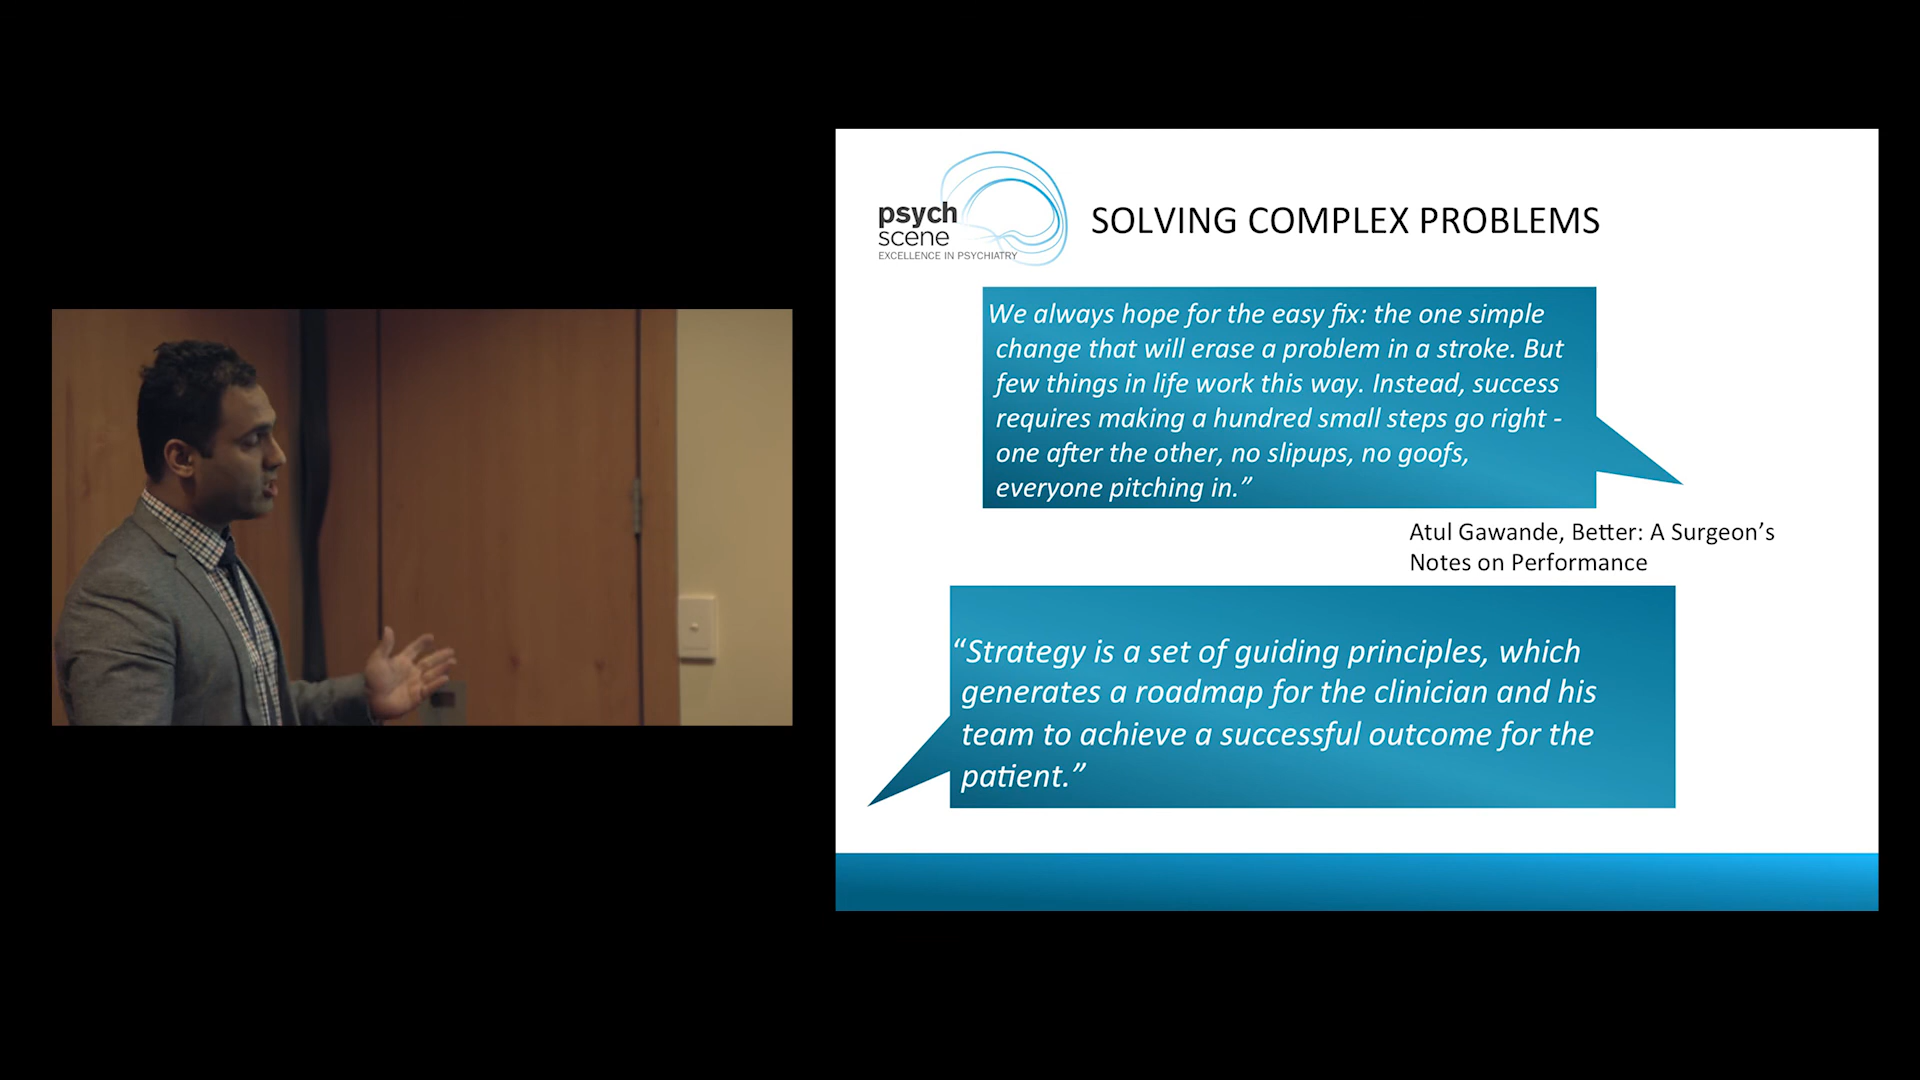 psych
scene
EXCELLENCE IN PSYCHIATRY
SOLVING COMPLEX PROBLEMS
We always hope for the easy fix: the one simple
change that will erase a problem in a stroke. But
few things in life work this way. Instead, success
requires making a hundred small steps go right -
one after the other, no slipups, no goofs,
everyone pitching in.”
Atul Gawande, Better: A Surgeon’s
Notes on Performance
“Strategy is a set of guiding principles, which
generates a roadmap for the clinician and his
team to achieve a successful outcome for the
patient.”